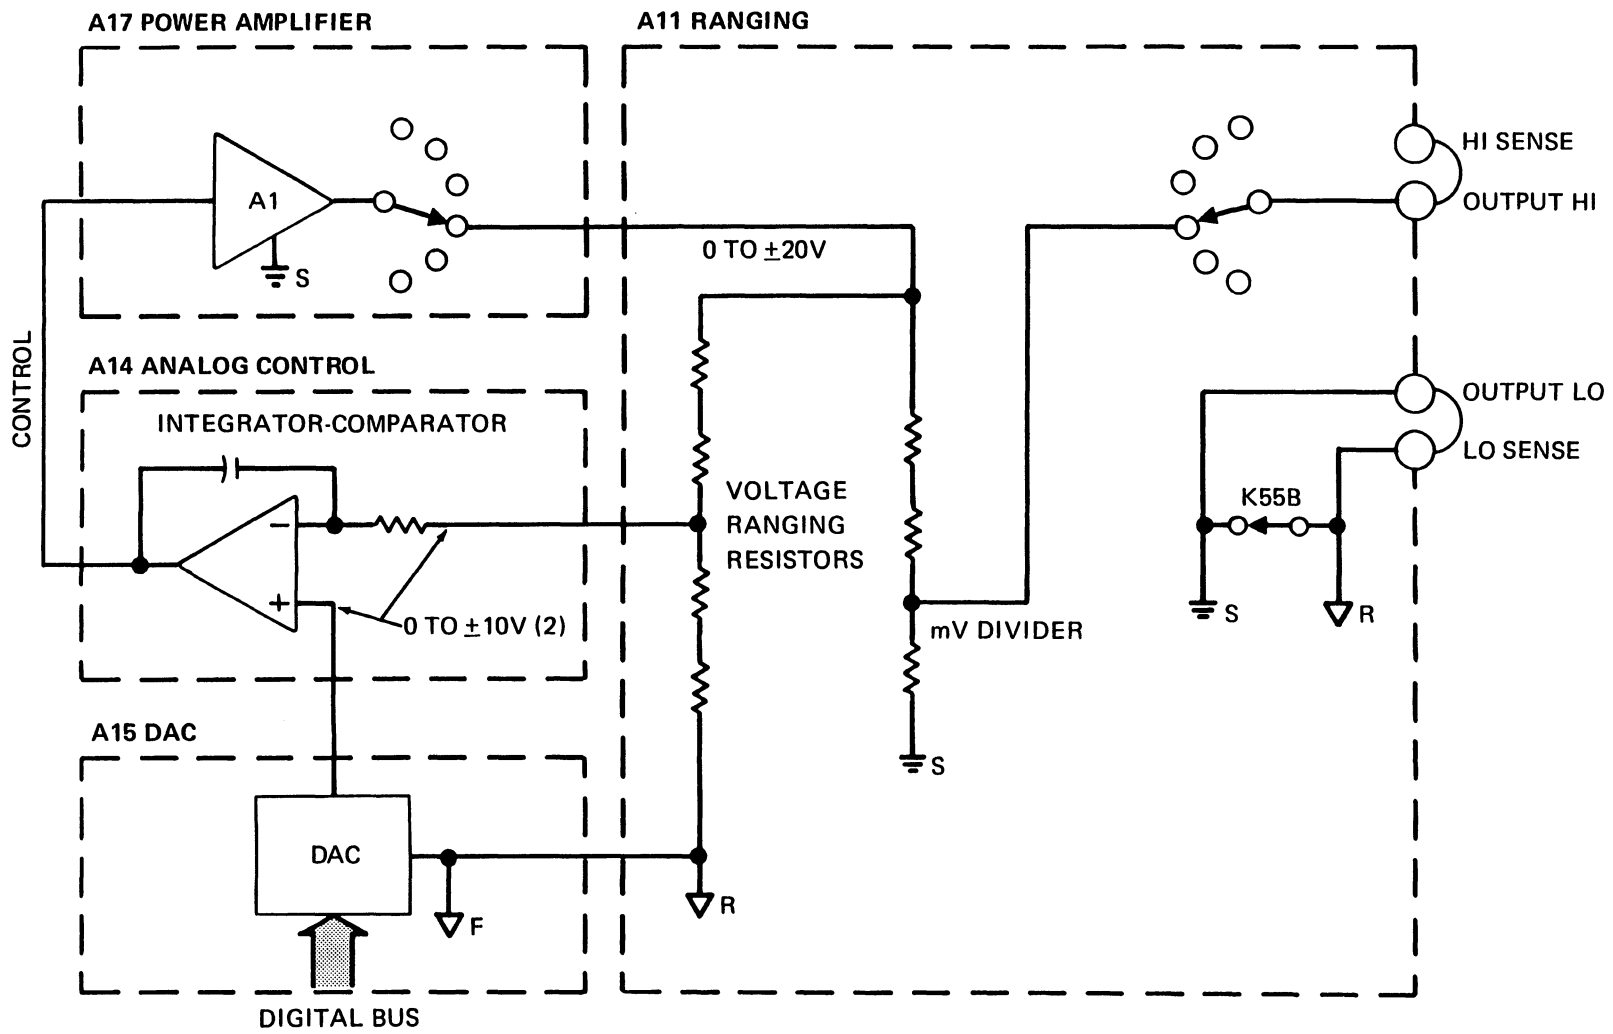 A17 POWER AMPLIFIER
A11 RANGING
A1
S
0 TO ±20V
HI SENSE
OUTPUT HI
CONTROL
A14 ANALOG CONTROL
INTEGRATOR-COMPARATOR
−
+
0 TO ±10V (2)
VOLTAGE
RANGING
RESISTORS
mV DIVIDER
S
OUTPUT LO
LO SENSE
K55B
S
R
A15 DAC
DAC
F
R
DIGITAL BUS